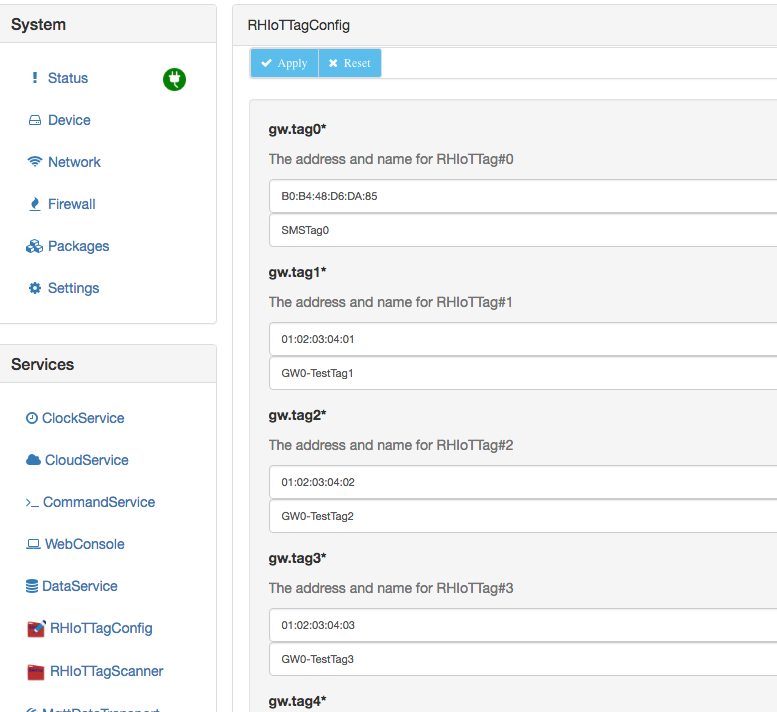 System
Status
Device
Network
Firewall
Packages
Settings
Services
ClockService
CloudService
CommandService
WebConsole
DataService
RHIoTTagConfig
RHIoTTagScanner
MqttDataTransport
RHIoTTagConfig
Apply Reset
gw.tag0*
The address and name for RHIoTTag#0
B0:B4:48:D6:DA:85
SMSTag0
gw.tag1*
The address and name for RHIoTTag#1
01:02:03:04:01
GW0-TestTag1
gw.tag2*
The address and name for RHIoTTag#2
01:02:03:04:02
GW0-TestTag2
gw.tag3*
The address and name for RHIoTTag#3
01:02:03:04:03
GW0-TestTag3
gw.tag4*